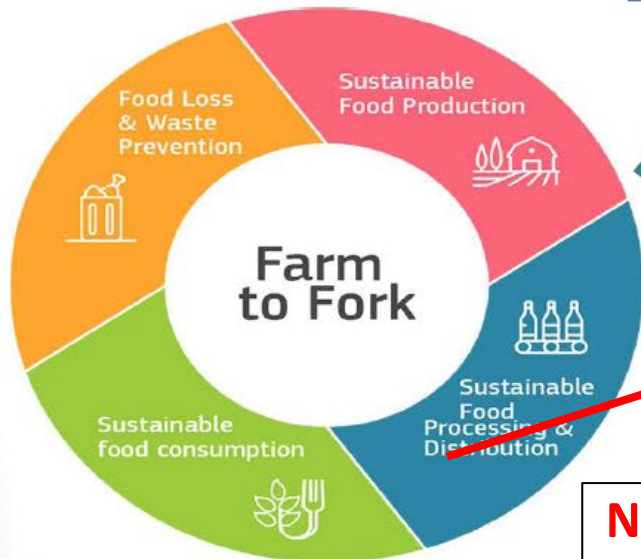 Food Loss
& Waste
Prevention
Sustainable
Food Production
Farm
to Fork
Sustainable
Food
Processing &
Distribution
Sustainable
food consumption
N